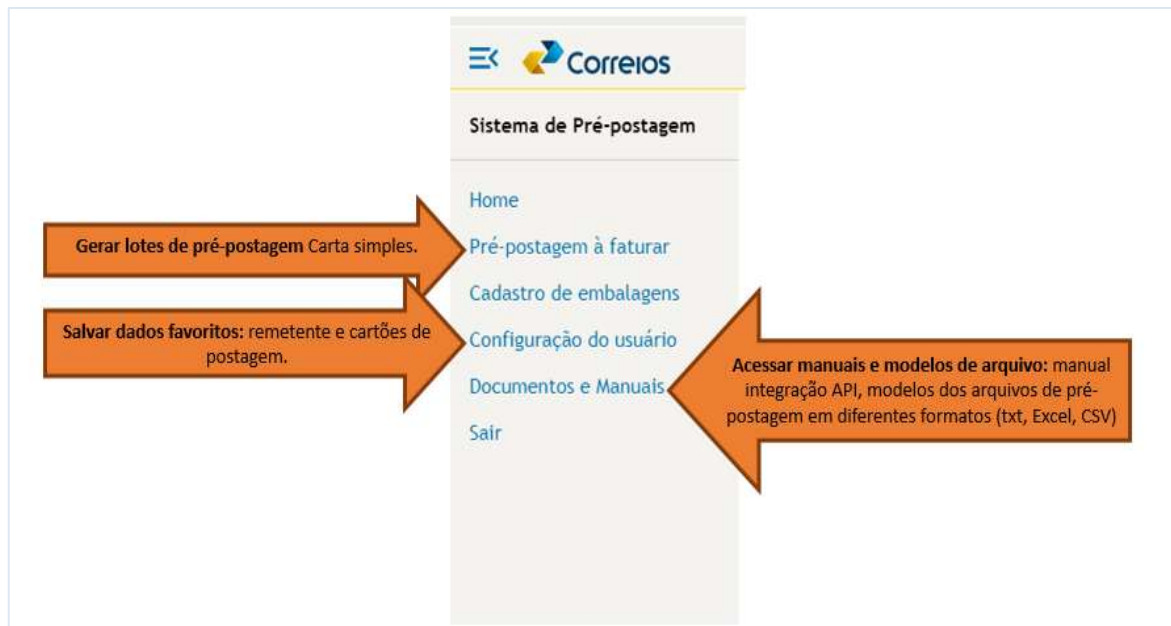 Correios
Sistema de Pré-postagem
Home
Gerar lotes de pré-postagem Carta simples.
Pré-postagem à faturar
Cadastro de embalagens
Salvar dados favoritos: remetente e cartões de
postagem.
Configuração do usuário
Documentos e Manuais
Acessar manuais e modelos de arquivo: manual
integração API, modelos dos arquivos de pré-
postagem em diferentes formatos (txt, Excel, CSV)
Sair